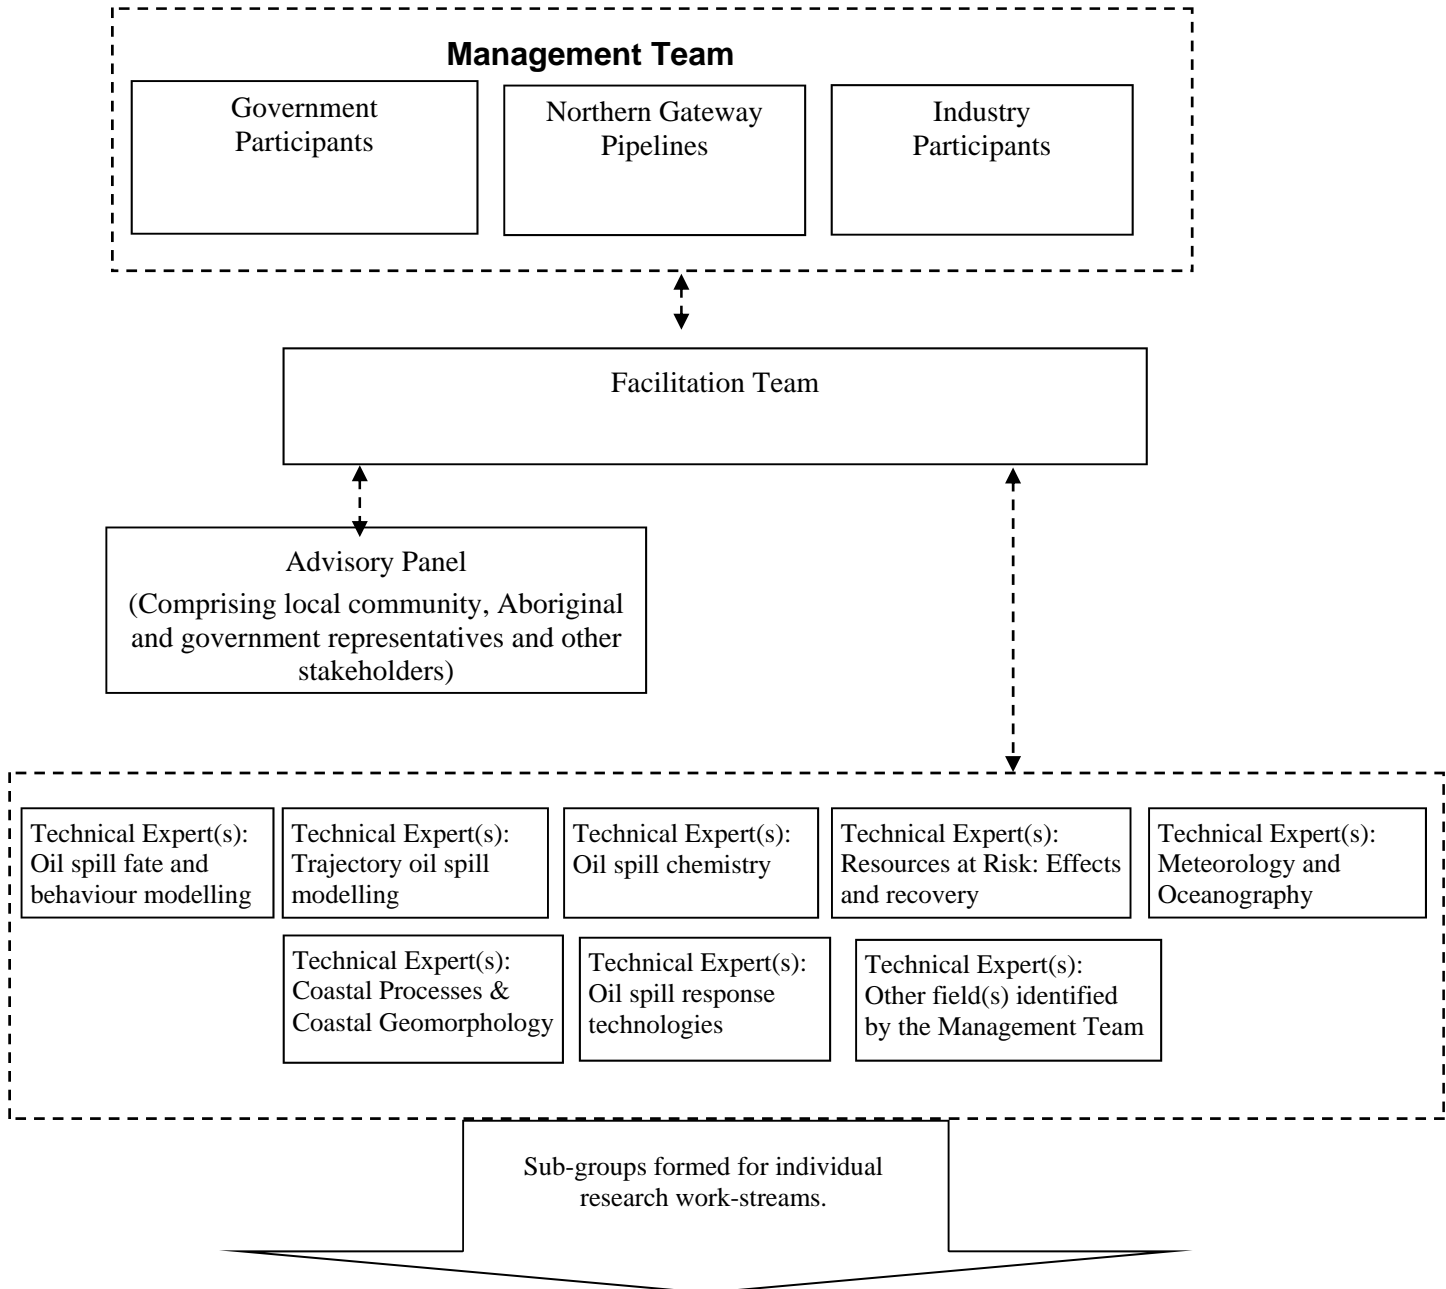 Management Team
Government
Participants
Northern Gateway
Pipelines
Industry
Participants
Facilitation Team
Advisory Panel
(Comprising local community, Aboriginal
and government representatives and other
stakeholders)
Technical Expert(s):
Oil spill fate and
behaviour modelling
Technical Expert(s):
Trajectory oil spill
modelling
Technical Expert(s):
Oil spill chemistry
Technical Expert(s):
Resources at Risk: Effects
and recovery
Technical Expert(s):
Meteorology and
Oceanography
Technical Expert(s):
Coastal Processes &
Coastal Geomorphology
Technical Expert(s):
Oil spill response
technologies
Technical Expert(s):
Other field(s) identified
by the Management Team
Sub-groups formed for individual
research work-streams.